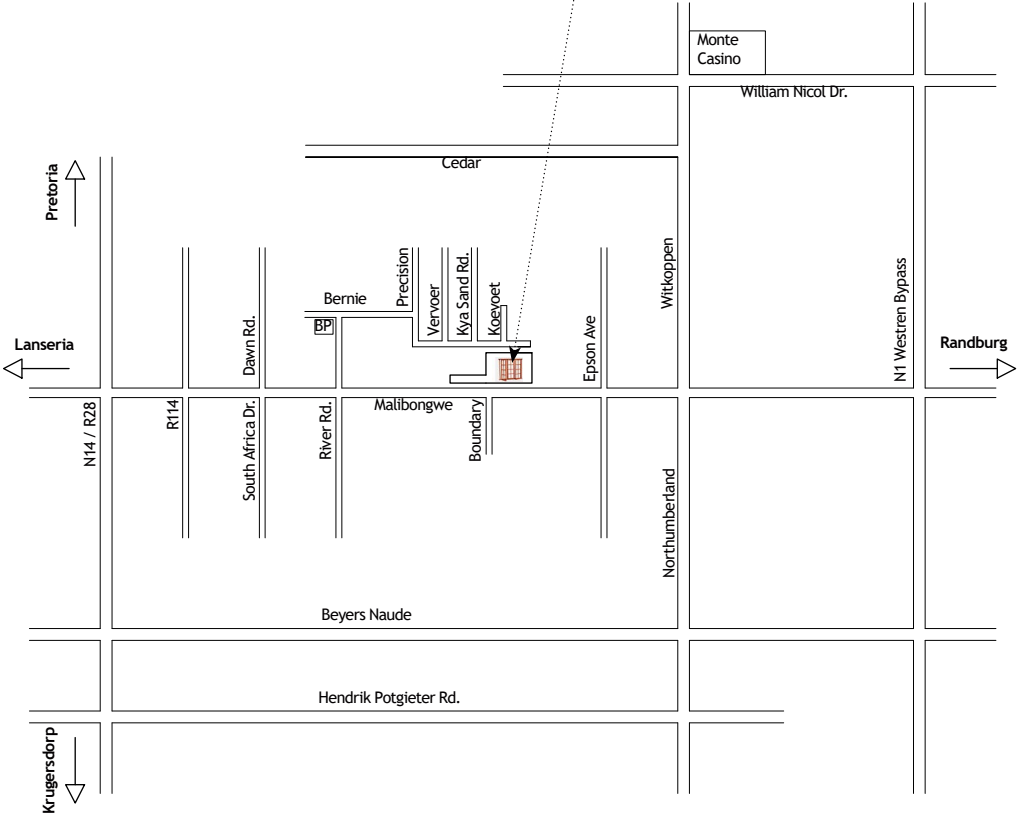 Monte
Casino
William Nicol Dr.
Cedar
Pretoria
Precision
Vervoer
Kya Sand Rd.
Koevoet
Witkoppen
N1 Westren Bypass
Bernie
BP
Dawn Rd.
Epson Ave
Lanseria
Randburg
N14 / R28
R114
South Africa Dr.
River Rd.
Malibongwe
Boundary
Northumberland
Beyers Naude
Hendrik Potgieter Rd.
Krugersdorp